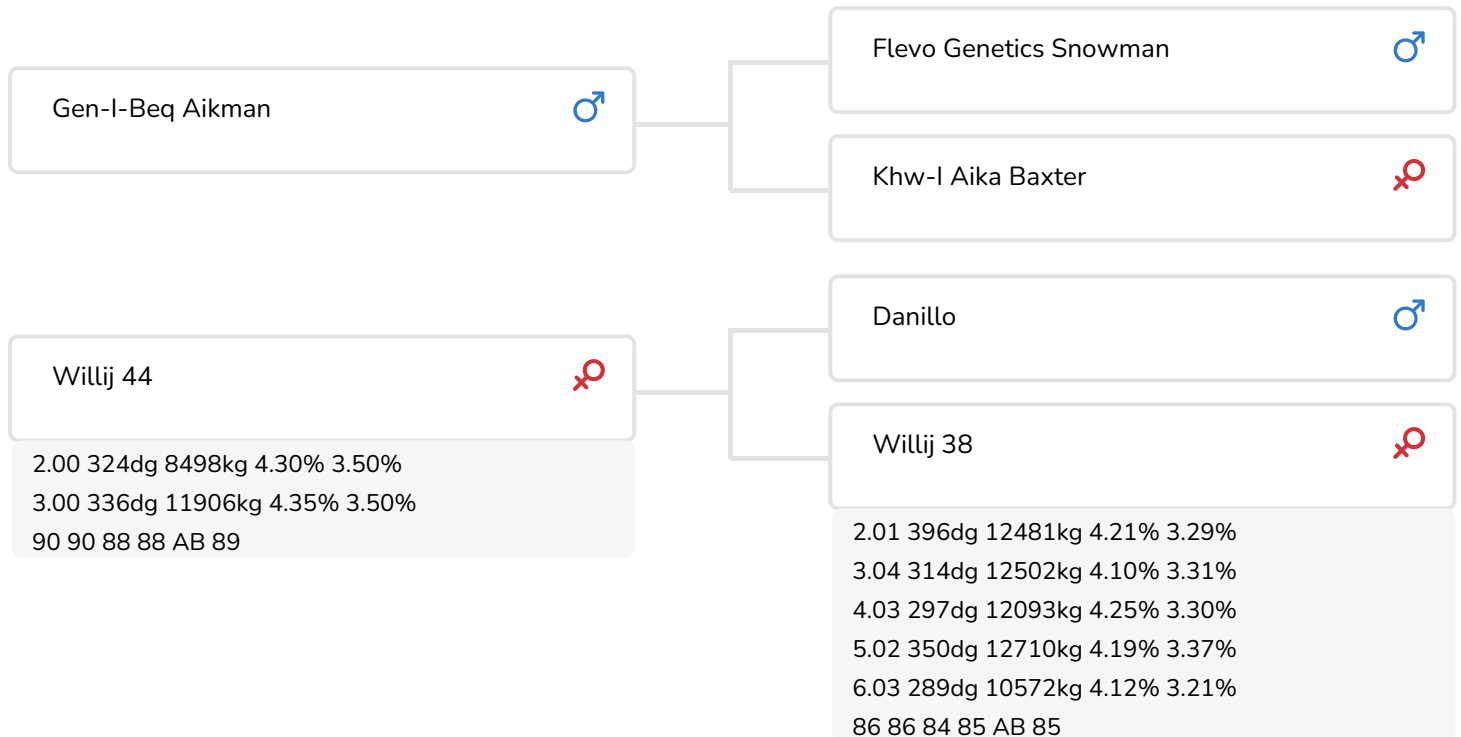 Gen-I-Beq Aikman
Willij 44
2.00 324dg 8498kg 4.30% 3.50%
3.00 336dg 11906kg 4.35% 3.50%
90 90 88 88 AB 89
Flevo Genetics Snowman
Khw-I Aika Baxter
Danillo
Willij 38
2.01 396dg 12481kg 4.21% 3.29%
3.04 314dg 12502kg 4.10% 3.31%
4.03 297dg 12093kg 4.25% 3.30%
5.02 350dg 12710kg 4.19% 3.37%
6.03 289dg 10572kg 4.12% 3.21%
86 86 84 85 AB 85